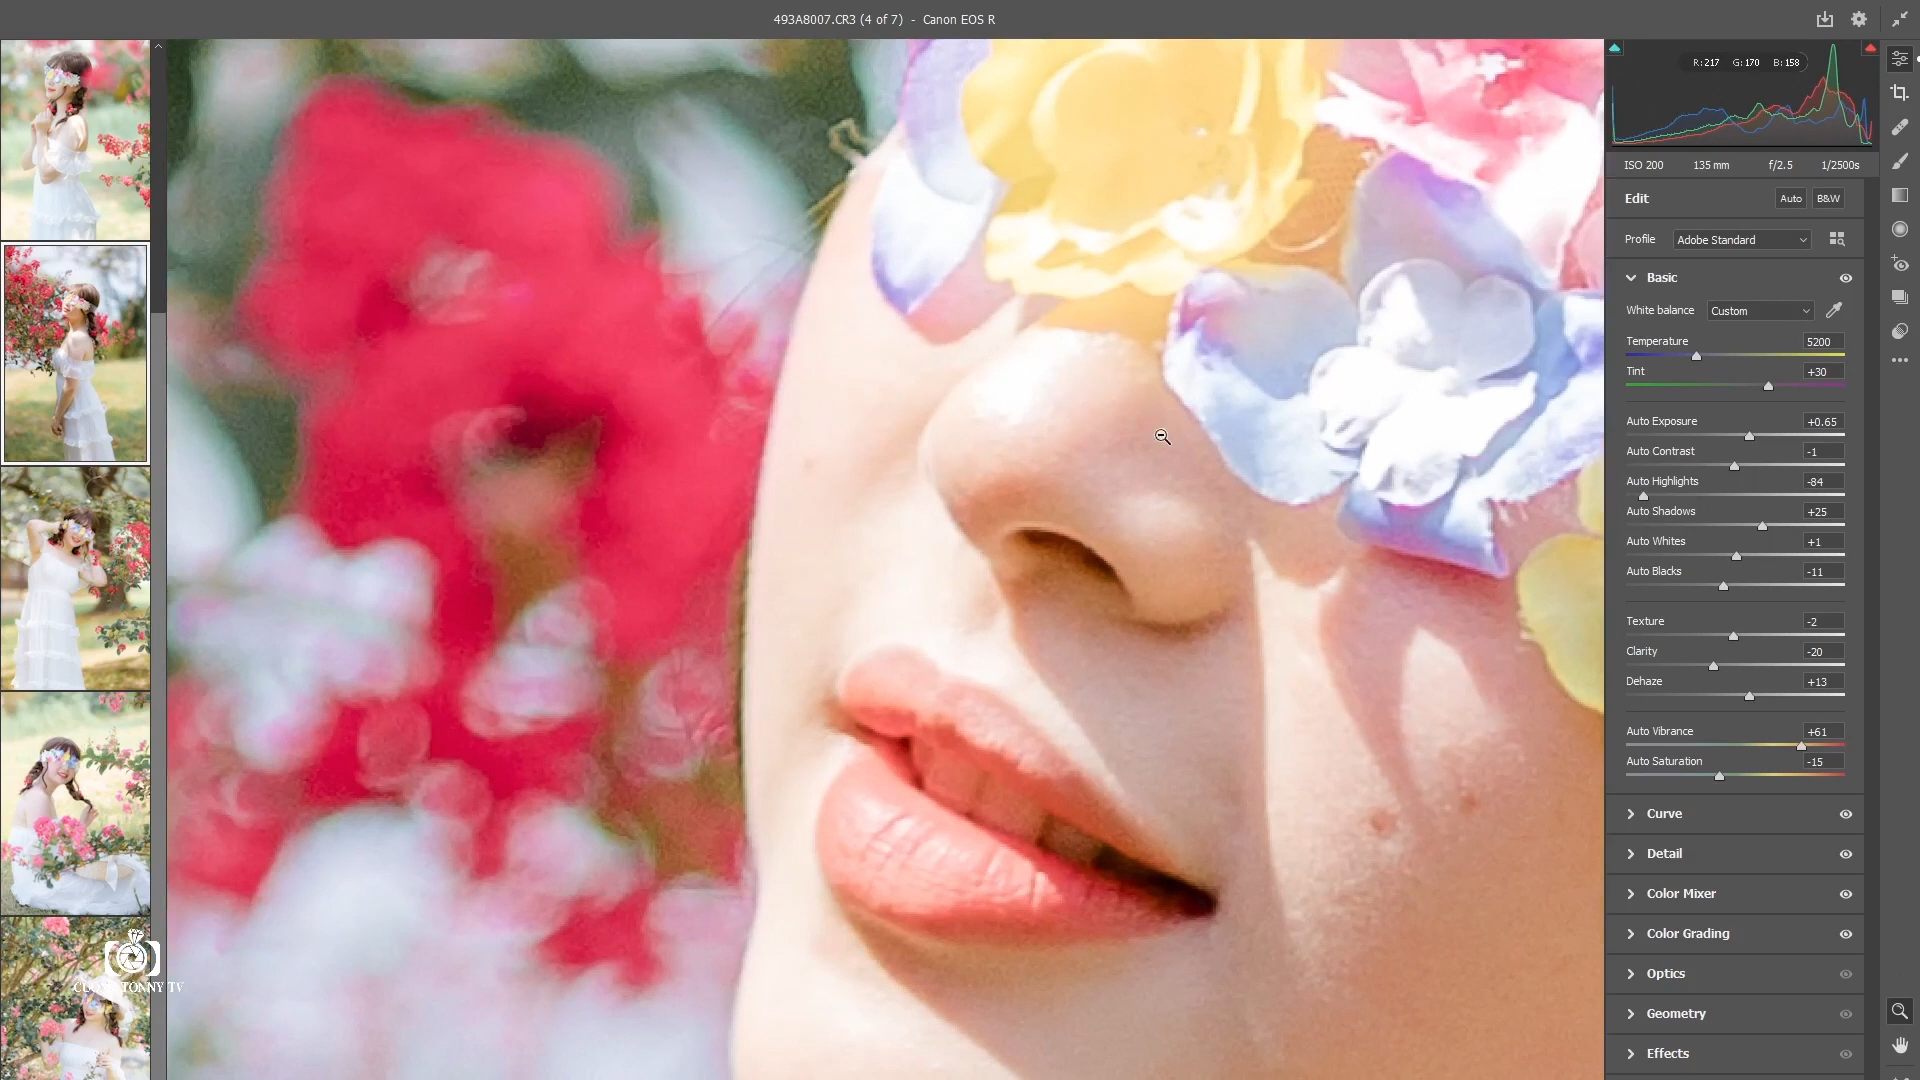 493A8007.CR3 (4 of 7) - Canon EOS R
R:217 G:170 B:158
ISO 200 135 mm f/2.5 1/2500s
Edit Auto B&W
Profile Adobe Standard
Basic
White balance Custom
Temperature 5200
Tint +30
Auto Exposure +0.65
Auto Contrast -1
Auto Highlights -84
Auto Shadows +25
Auto Whites +1
Auto Blacks -11
Texture -2
Clarity -20
Dehaze +13
Auto Vibrance +61
Auto Saturation -15
Curve
Detail
Color Mixer
Color Grading
Optics
Geometry
Effects
TONNY TV